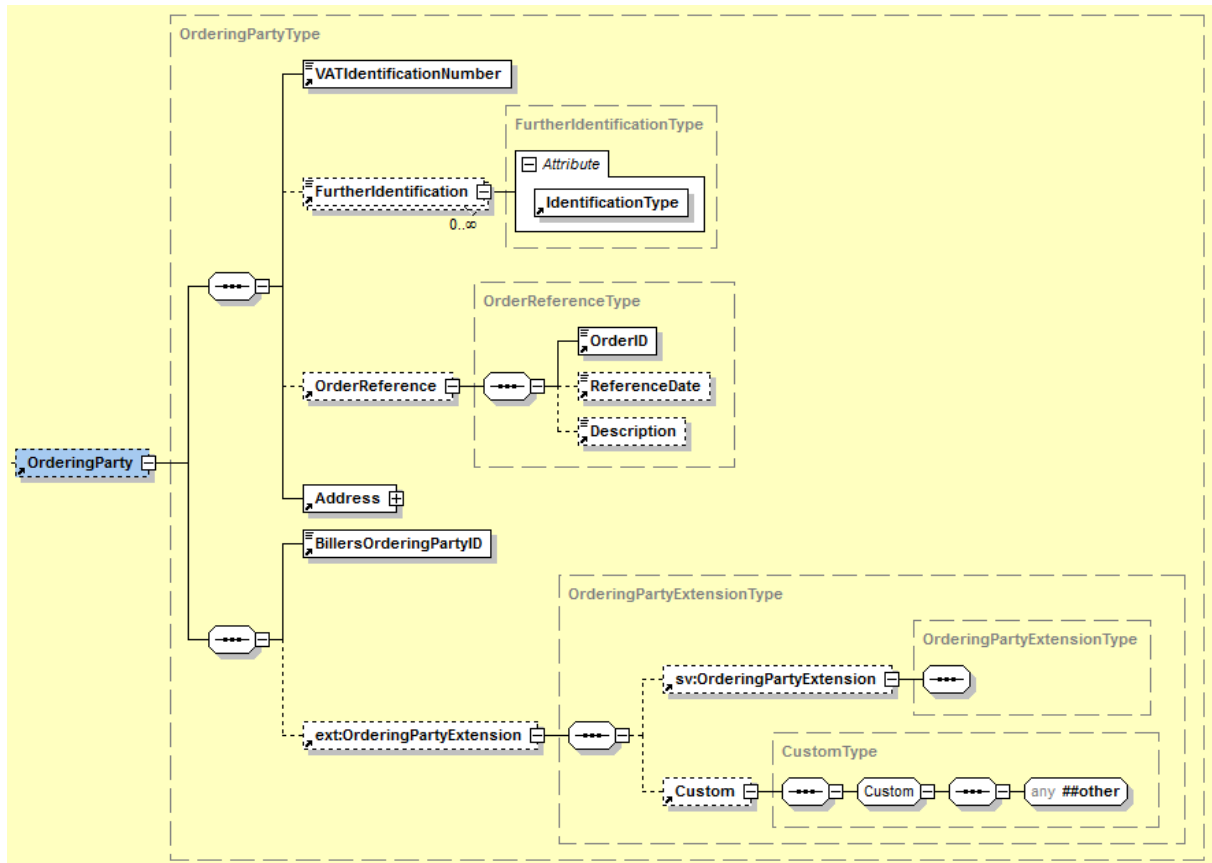 OrderingPartyType
VATIdentificationNumber
FurtherIdentificationType
Attribute
FurtherIdentification
IdentificationType
0..∞
OrderReferenceType
OrderID
OrderReference
ReferenceDate
Description
OrderingParty
Address
BillersOrderingPartyID
OrderingPartyExtensionType
OrderingPartyExtensionType
sv:OrderingPartyExtension
ext:OrderingPartyExtension
CustomType
Custom
Custom
any ##other